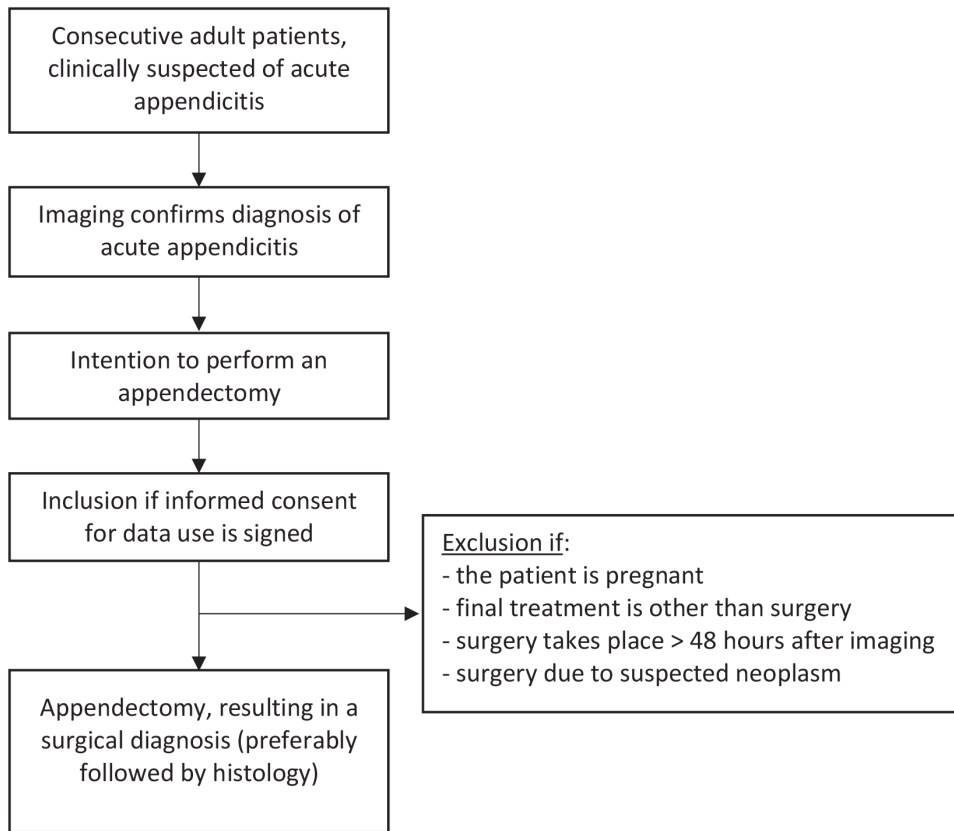 Consecutive adult patients,
clinically suspected of acute
appendicitis
Imaging confirms diagnosis of
acute appendicitis
Intention to perform an
appendectomy
Inclusion if informed consent
for data use is signed
Exclusion if:
- the patient is pregnant
- final treatment is other than surgery
- surgery takes place > 48 hours after imaging
- surgery due to suspected neoplasm
Appendectomy, resulting in a
surgical diagnosis (preferably
followed by histology)